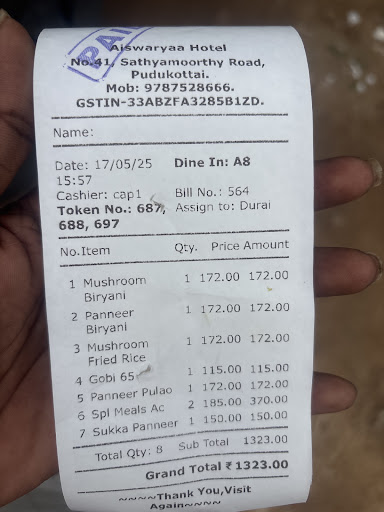 PAID
Aiswaryaa Hotel
No.41, Sathyamoorthy Road,
Pudukottai.
Mob: 9787528666.
GSTIN-33ABZFA3285B1ZD.
Name:
Date: 17/05/25 Dine In: A8
15:57
Cashier: cap1 Bill No.: 564
Token No.: 687, Assign to: Durai
688, 697
No.Item Qty. Price Amount
1 Mushroom 1 172.00 172.00
Biryani
2 Panneer 1 172.00 172.00
Biryani
3 Mushroom 1 172.00 172.00
Fried Rice
4 Gobi 65 1 115.00 115.00
5 Panneer Pulao 1 172.00 172.00
6 Spl Meals Ac 2 185.00 370.00
7 Sukka Panneer 1 150.00 150.00
Total Qty: 8 Sub Total 1323.00
Grand Total ₹1323.00
~~~~Thank You,Visit
Again~~~~